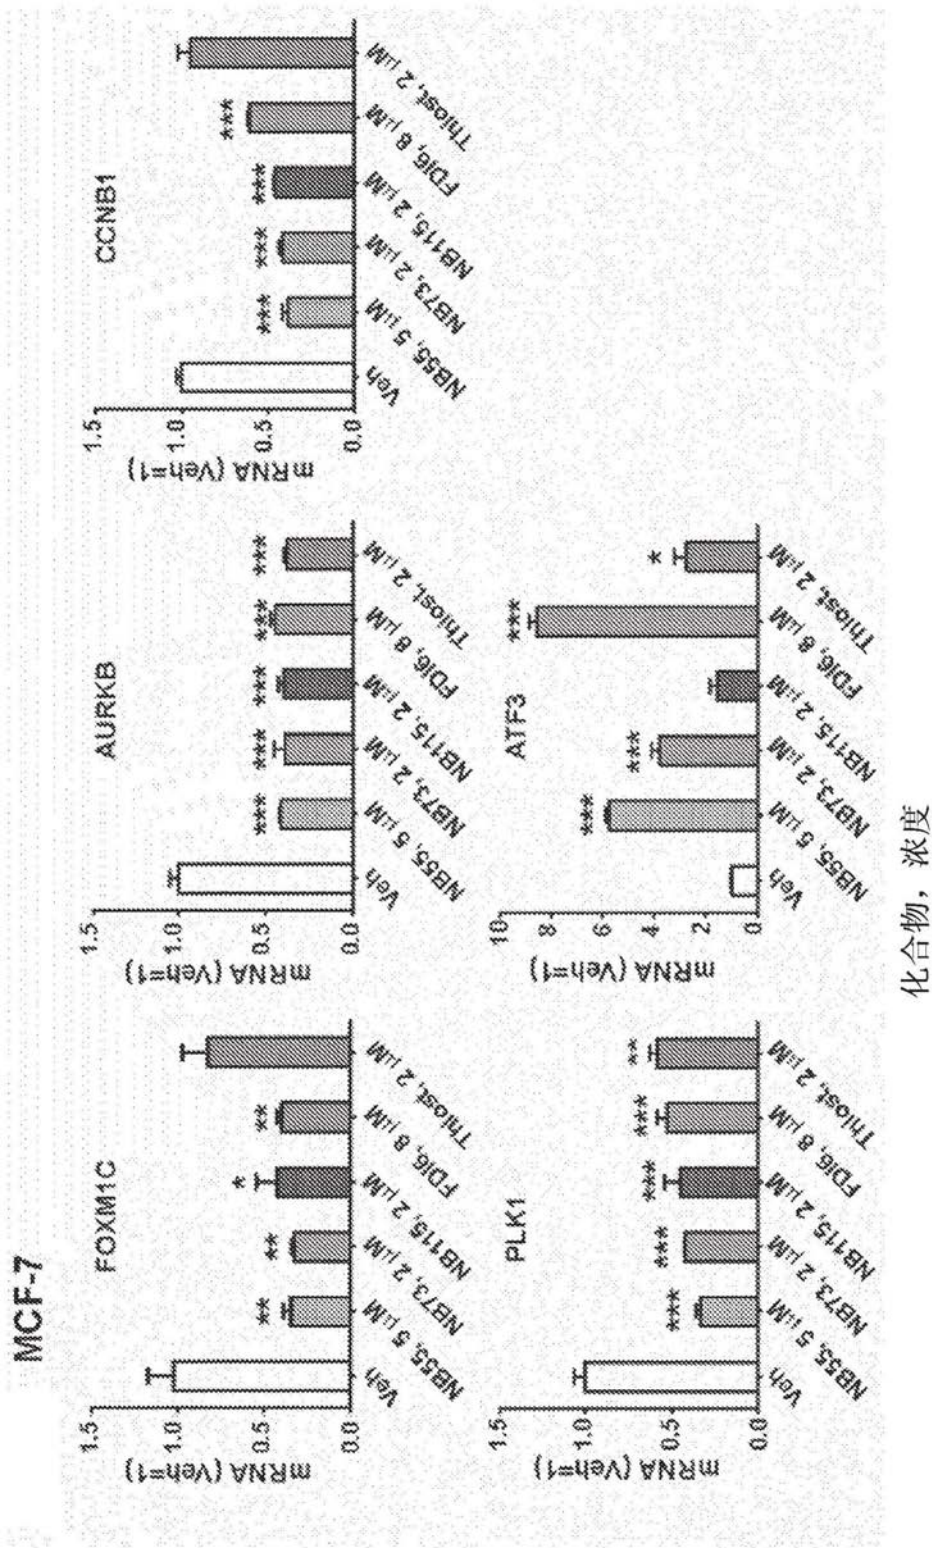 MCF-7
FOXM1C
mRNA (Veh=1)
1.5
1.0
0.5
0.0
** ** * **
Veh
NB55, 5 µM
NB73, 2 µM
NB115, 2 µM
FDI6, 8 µM
Thiost, 2 µM
AURKB
mRNA (Veh=1)
1.5
1.0
0.5
0.0
*** *** *** *** ***
Veh
NB55, 5 µM
NB73, 2 µM
NB115, 2 µM
FDI6, 8 µM
Thiost, 2 µM
CCNB1
mRNA (Veh=1)
1.5
1.0
0.5
0.0
*** *** *** ***
Veh
NB55, 5 µM
NB73, 2 µM
NB115, 2 µM
FDI6, 8 µM
Thiost, 2 µM
PLK1
mRNA (Veh=1)
1.5
1.0
0.5
0.0
*** *** *** *** **
Veh
NB55, 5 µM
NB73, 2 µM
NB115, 2 µM
FDI6, 8 µM
Thiost, 2 µM
ATF3
mRNA (Veh=1)
10
8
6
4
2
0
*** *** *** *
Veh
NB55, 5 µM
NB73, 2 µM
NB115, 2 µM
FDI6, 8 µM
Thiost, 2 µM
化合物，浓度